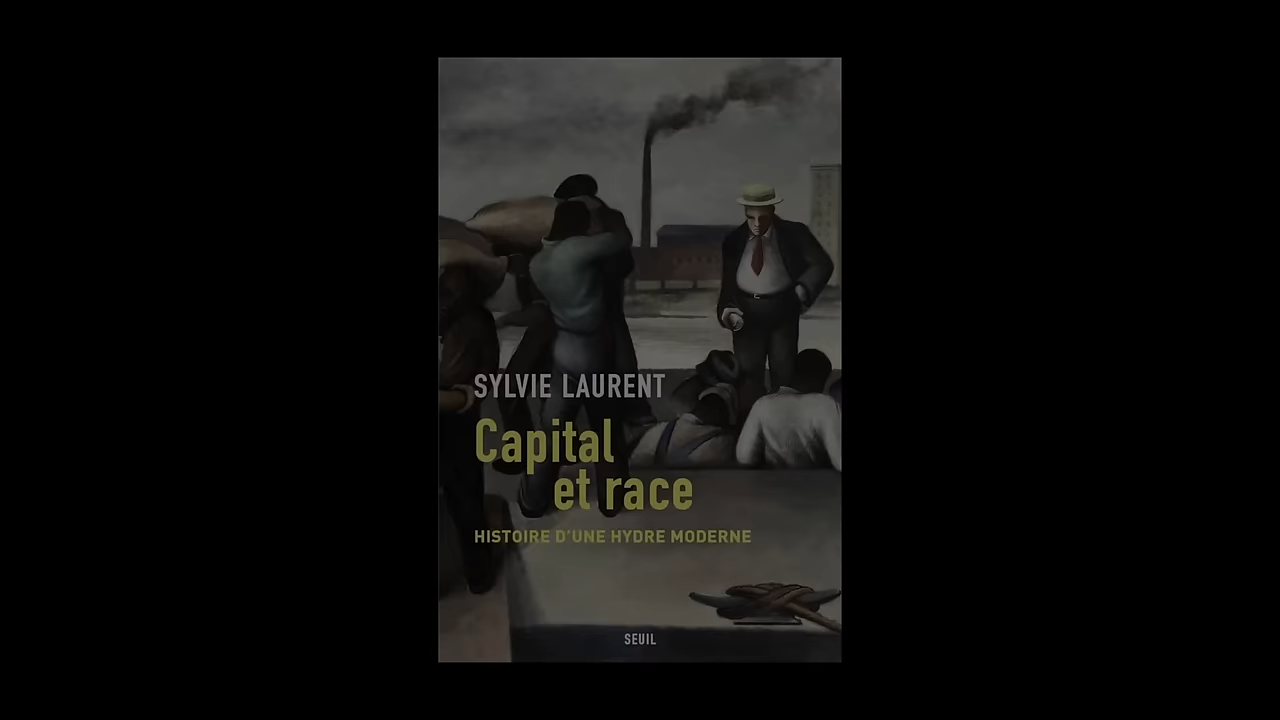 SYLVIE LAURENT
Capital
et race
HISTOIRE D'UNE HYDRE MODERNE
SEUIL